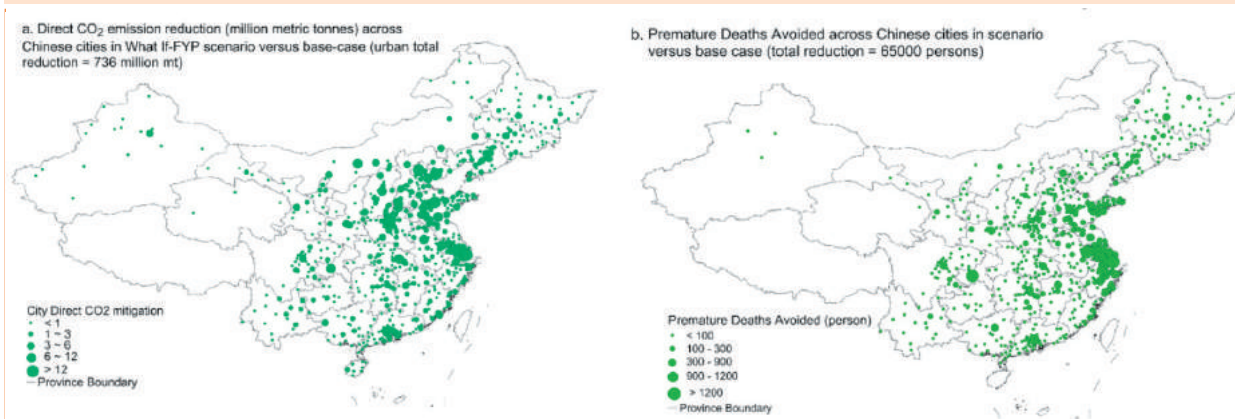 a. Direct CO₂ emission reduction (million metric tonnes) across
Chinese cities in What If-FYP scenario versus base-case (urban total
reduction = 736 million mt)
City Direct CO2 mitigation
< 1
1 ~ 3
3 ~ 6
6 ~ 12
> 12
Province Boundary
b. Premature Deaths Avoided across Chinese cities in scenario
versus base case (total reduction = 65000 persons)
Premature Deaths Avoided (person)
< 100
100 - 300
300 - 900
900 - 1200
> 1200
Province Boundary